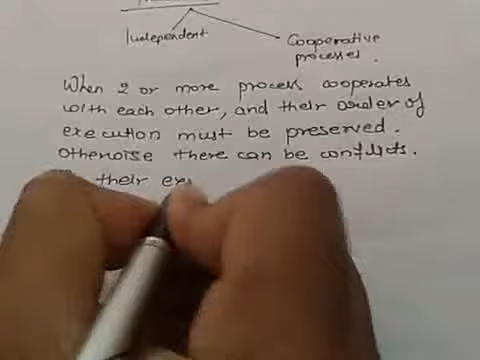 Independent
Cooperative
processes.
When 2 or more process cooperates
with each other, and their order of
execution must be preserved.
Otherwise there can be conflicts.
their ex